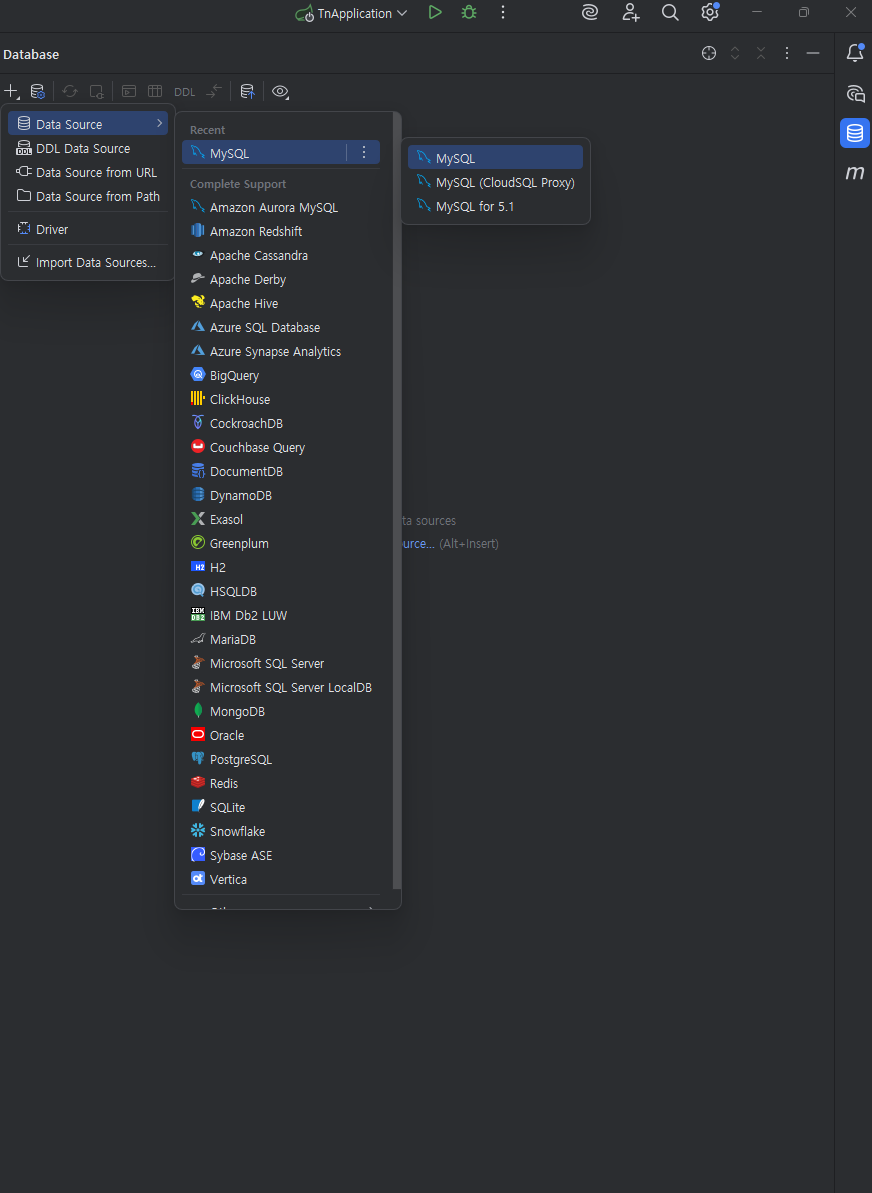 TnApplication
Database
DDL
Data Source
DDL Data Source
Data Source from URL
Data Source from Path
Driver
Import Data Sources...
Recent
MySQL
Complete Support
Amazon Aurora MySQL
Amazon Redshift
Apache Cassandra
Apache Derby
Apache Hive
Azure SQL Database
Azure Synapse Analytics
BigQuery
ClickHouse
CockroachDB
Couchbase Query
DocumentDB
DynamoDB
Exasol
Greenplum
H2
HSQLDB
IBM Db2 LUW
MariaDB
Microsoft SQL Server
Microsoft SQL Server LocalDB
MongoDB
Oracle
PostgreSQL
Redis
SQLite
Snowflake
Sybase ASE
Vertica
MySQL
MySQL (CloudSQL Proxy)
MySQL for 5.1
ta sources
urce... (Alt+Insert)
m